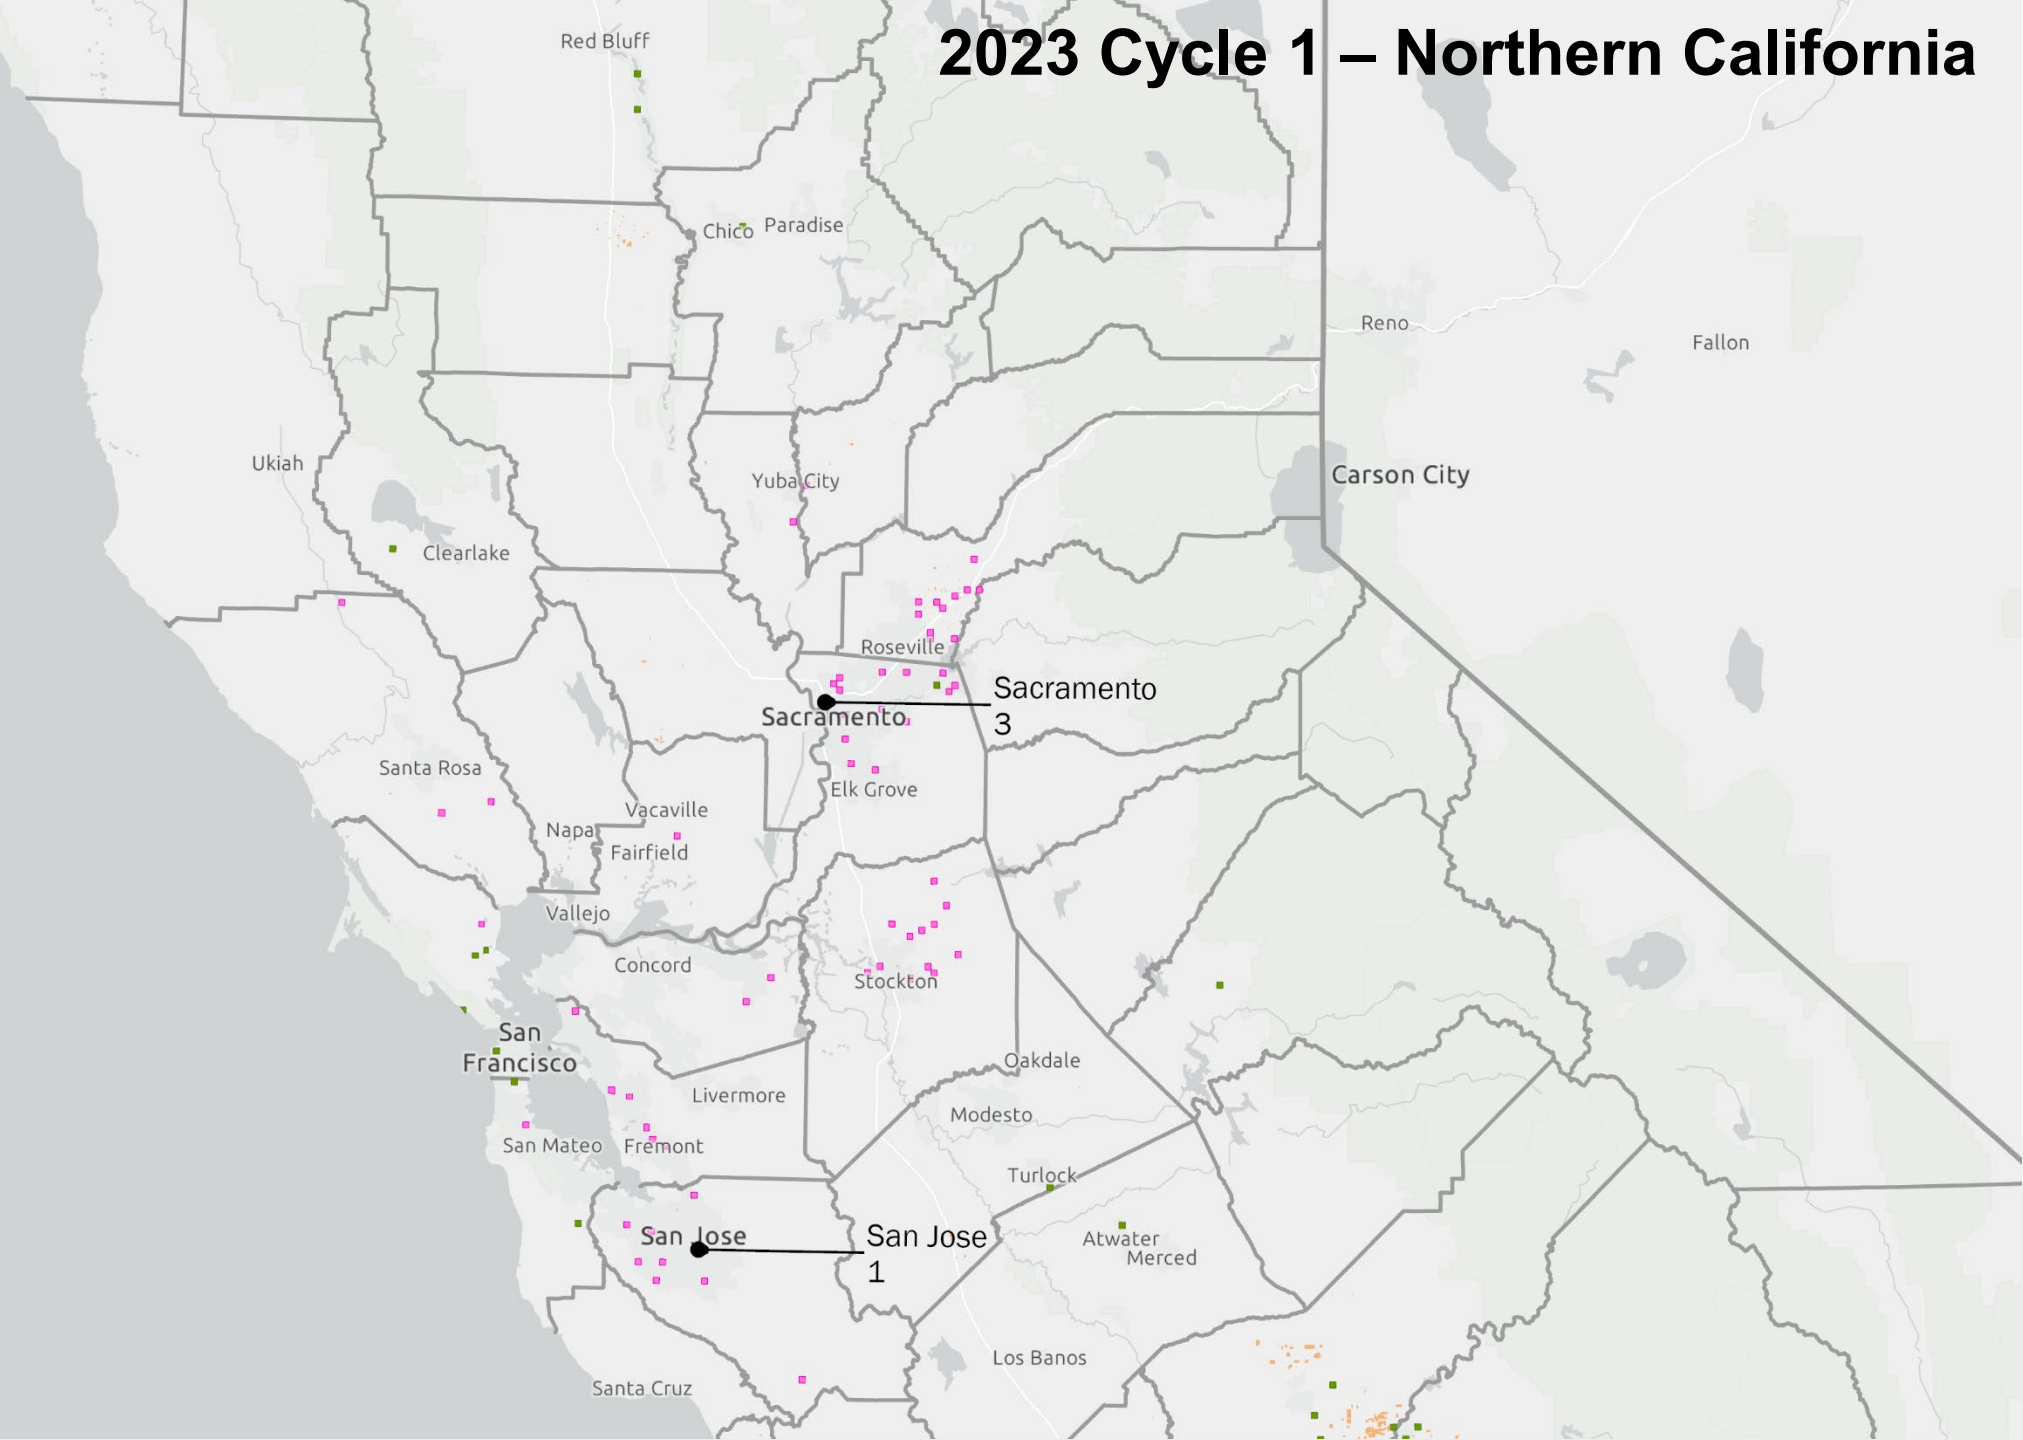 2023 Cycle 1 – Northern California
Red Bluff
Chico
Paradise
Reno
Fallon
Ukiah
Yuba City
Carson City
Clearlake
Roseville
Sacramento
3
Sacramento
Santa Rosa
Elk Grove
Vacaville
Napa
Fairfield
Vallejo
Concord
Stockton
San
Francisco
Oakdale
Livermore
Modesto
San Mateo
Fremont
Turlock
San Jose
San Jose
1
Atwater
Merced
Los Banos
Santa Cruz